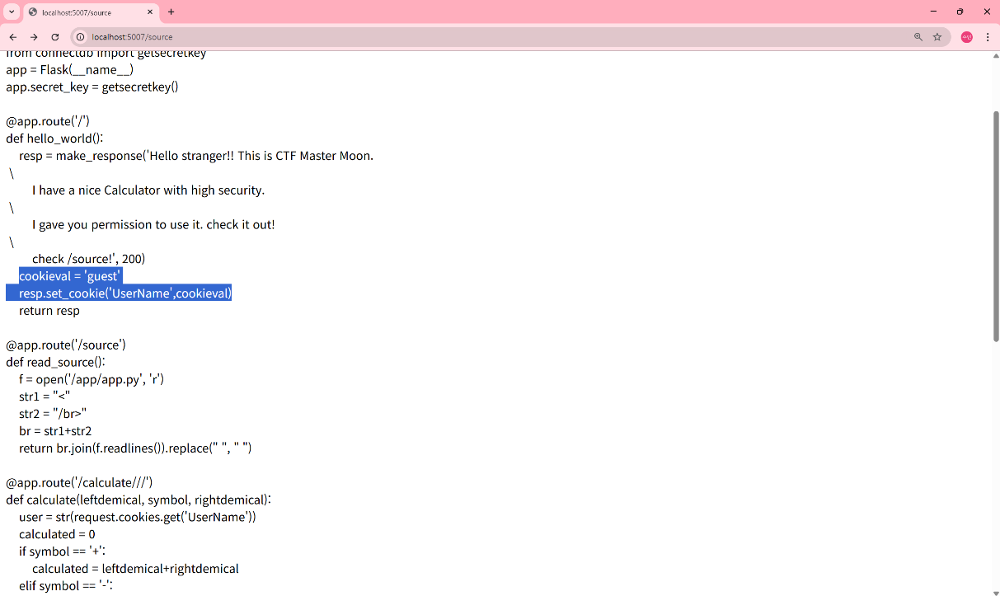 localhost:5007/source
localhost:5007/source
from connectdb import getsecretkey
app = Flask(__name__)
app.secret_key = getsecretkey()
@app.route('/')
def hello_world():
resp = make_response('Hello stranger!! This is CTF Master Moon.
\
I have a nice Calculator with high security.
\
I gave you permission to use it. check it out!
\
check /source!', 200)
cookieval = 'guest'
resp.set_cookie('UserName',cookieval)
return resp
@app.route('/source')
def read_source():
f = open('/app/app.py', 'r')
str1 = "<"
str2 = "/br>"
br = str1+str2
return br.join(f.readlines()).replace(" ", " ")
@app.route('/calculate///')
def calculate(leftdemical, symbol, rightdemical):
user = str(request.cookies.get('UserName'))
calculated = 0
if symbol == '+':
calculated = leftdemical+rightdemical
elif symbol == '-':